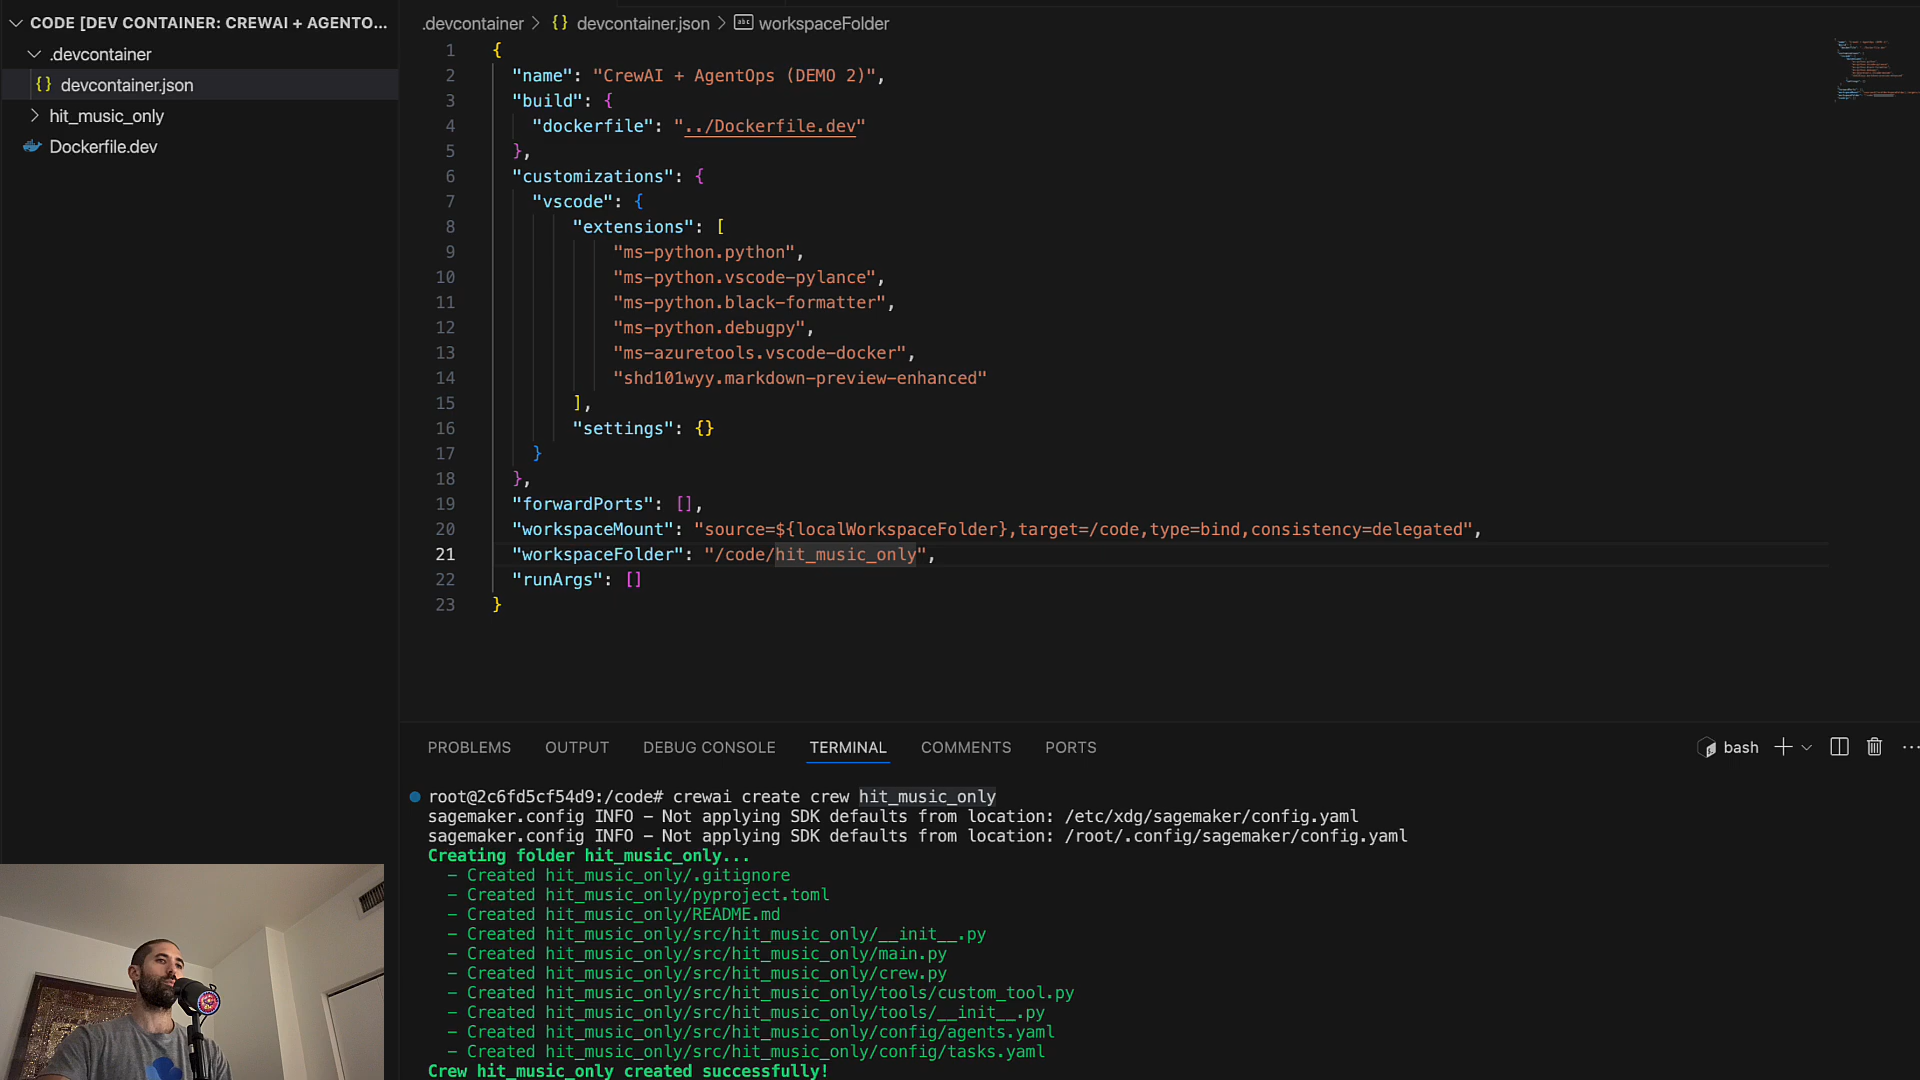 CODE [DEV CONTAINER: CREWAI + AGENTO...
.devcontainer
{} devcontainer.json
hit_music_only
Dockerfile.dev
.devcontainer > {} devcontainer.json > abc workspaceFolder
1 {
2 "name": "CrewAI + AgentOps (DEMO 2)",
3 "build": {
4 "dockerfile": "../Dockerfile.dev"
5 },
6 "customizations": {
7 "vscode": {
8 "extensions": [
9 "ms-python.python",
10 "ms-python.vscode-pylance",
11 "ms-python.black-formatter",
12 "ms-python.debugpy",
13 "ms-azuretools.vscode-docker",
14 "shd101wyy.markdown-preview-enhanced"
15 ],
16 "settings": {}
17 }
18 },
19 "forwardPorts": [],
20 "workspaceMount": "source=${localWorkspaceFolder},target=/code,type=bind,consistency=delegated",
21 "workspaceFolder": "/code/hit_music_only",
22 "runArgs": []
23 }
PROBLEMS OUTPUT DEBUG CONSOLE TERMINAL COMMENTS PORTS bash
root@2c6fd5cf54d9:/code# crewai create crew hit_music_only
sagemaker.config INFO - Not applying SDK defaults from location: /etc/xdg/sagemaker/config.yaml
sagemaker.config INFO - Not applying SDK defaults from location: /root/.config/sagemaker/config.yaml
Creating folder hit_music_only...
- Created hit_music_only/.gitignore
- Created hit_music_only/pyproject.toml
- Created hit_music_only/README.md
- Created hit_music_only/src/hit_music_only/__init__.py
- Created hit_music_only/src/hit_music_only/main.py
- Created hit_music_only/src/hit_music_only/crew.py
- Created hit_music_only/src/hit_music_only/tools/custom_tool.py
- Created hit_music_only/src/hit_music_only/tools/__init__.py
- Created hit_music_only/src/hit_music_only/config/agents.yaml
- Created hit_music_only/src/hit_music_only/config/tasks.yaml
Crew hit_music_only created successfully!